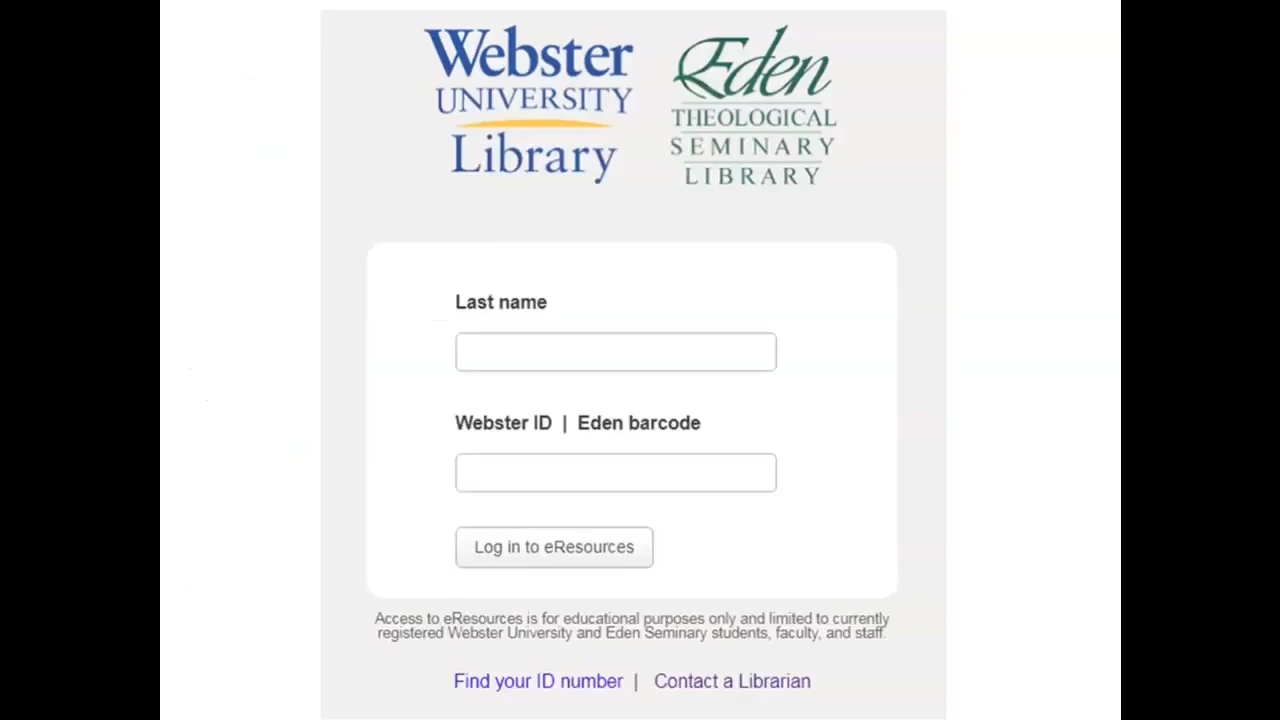 Webster
UNIVERSITY
Library
Eden
THEOLOGICAL
SEMINARY
LIBRARY
Last name
Webster ID | Eden barcode
Log in to eResources
Access to eResources is for educational purposes only and limited to currently
registered Webster University and Eden Seminary students, faculty, and staff.
Find your ID number | Contact a Librarian